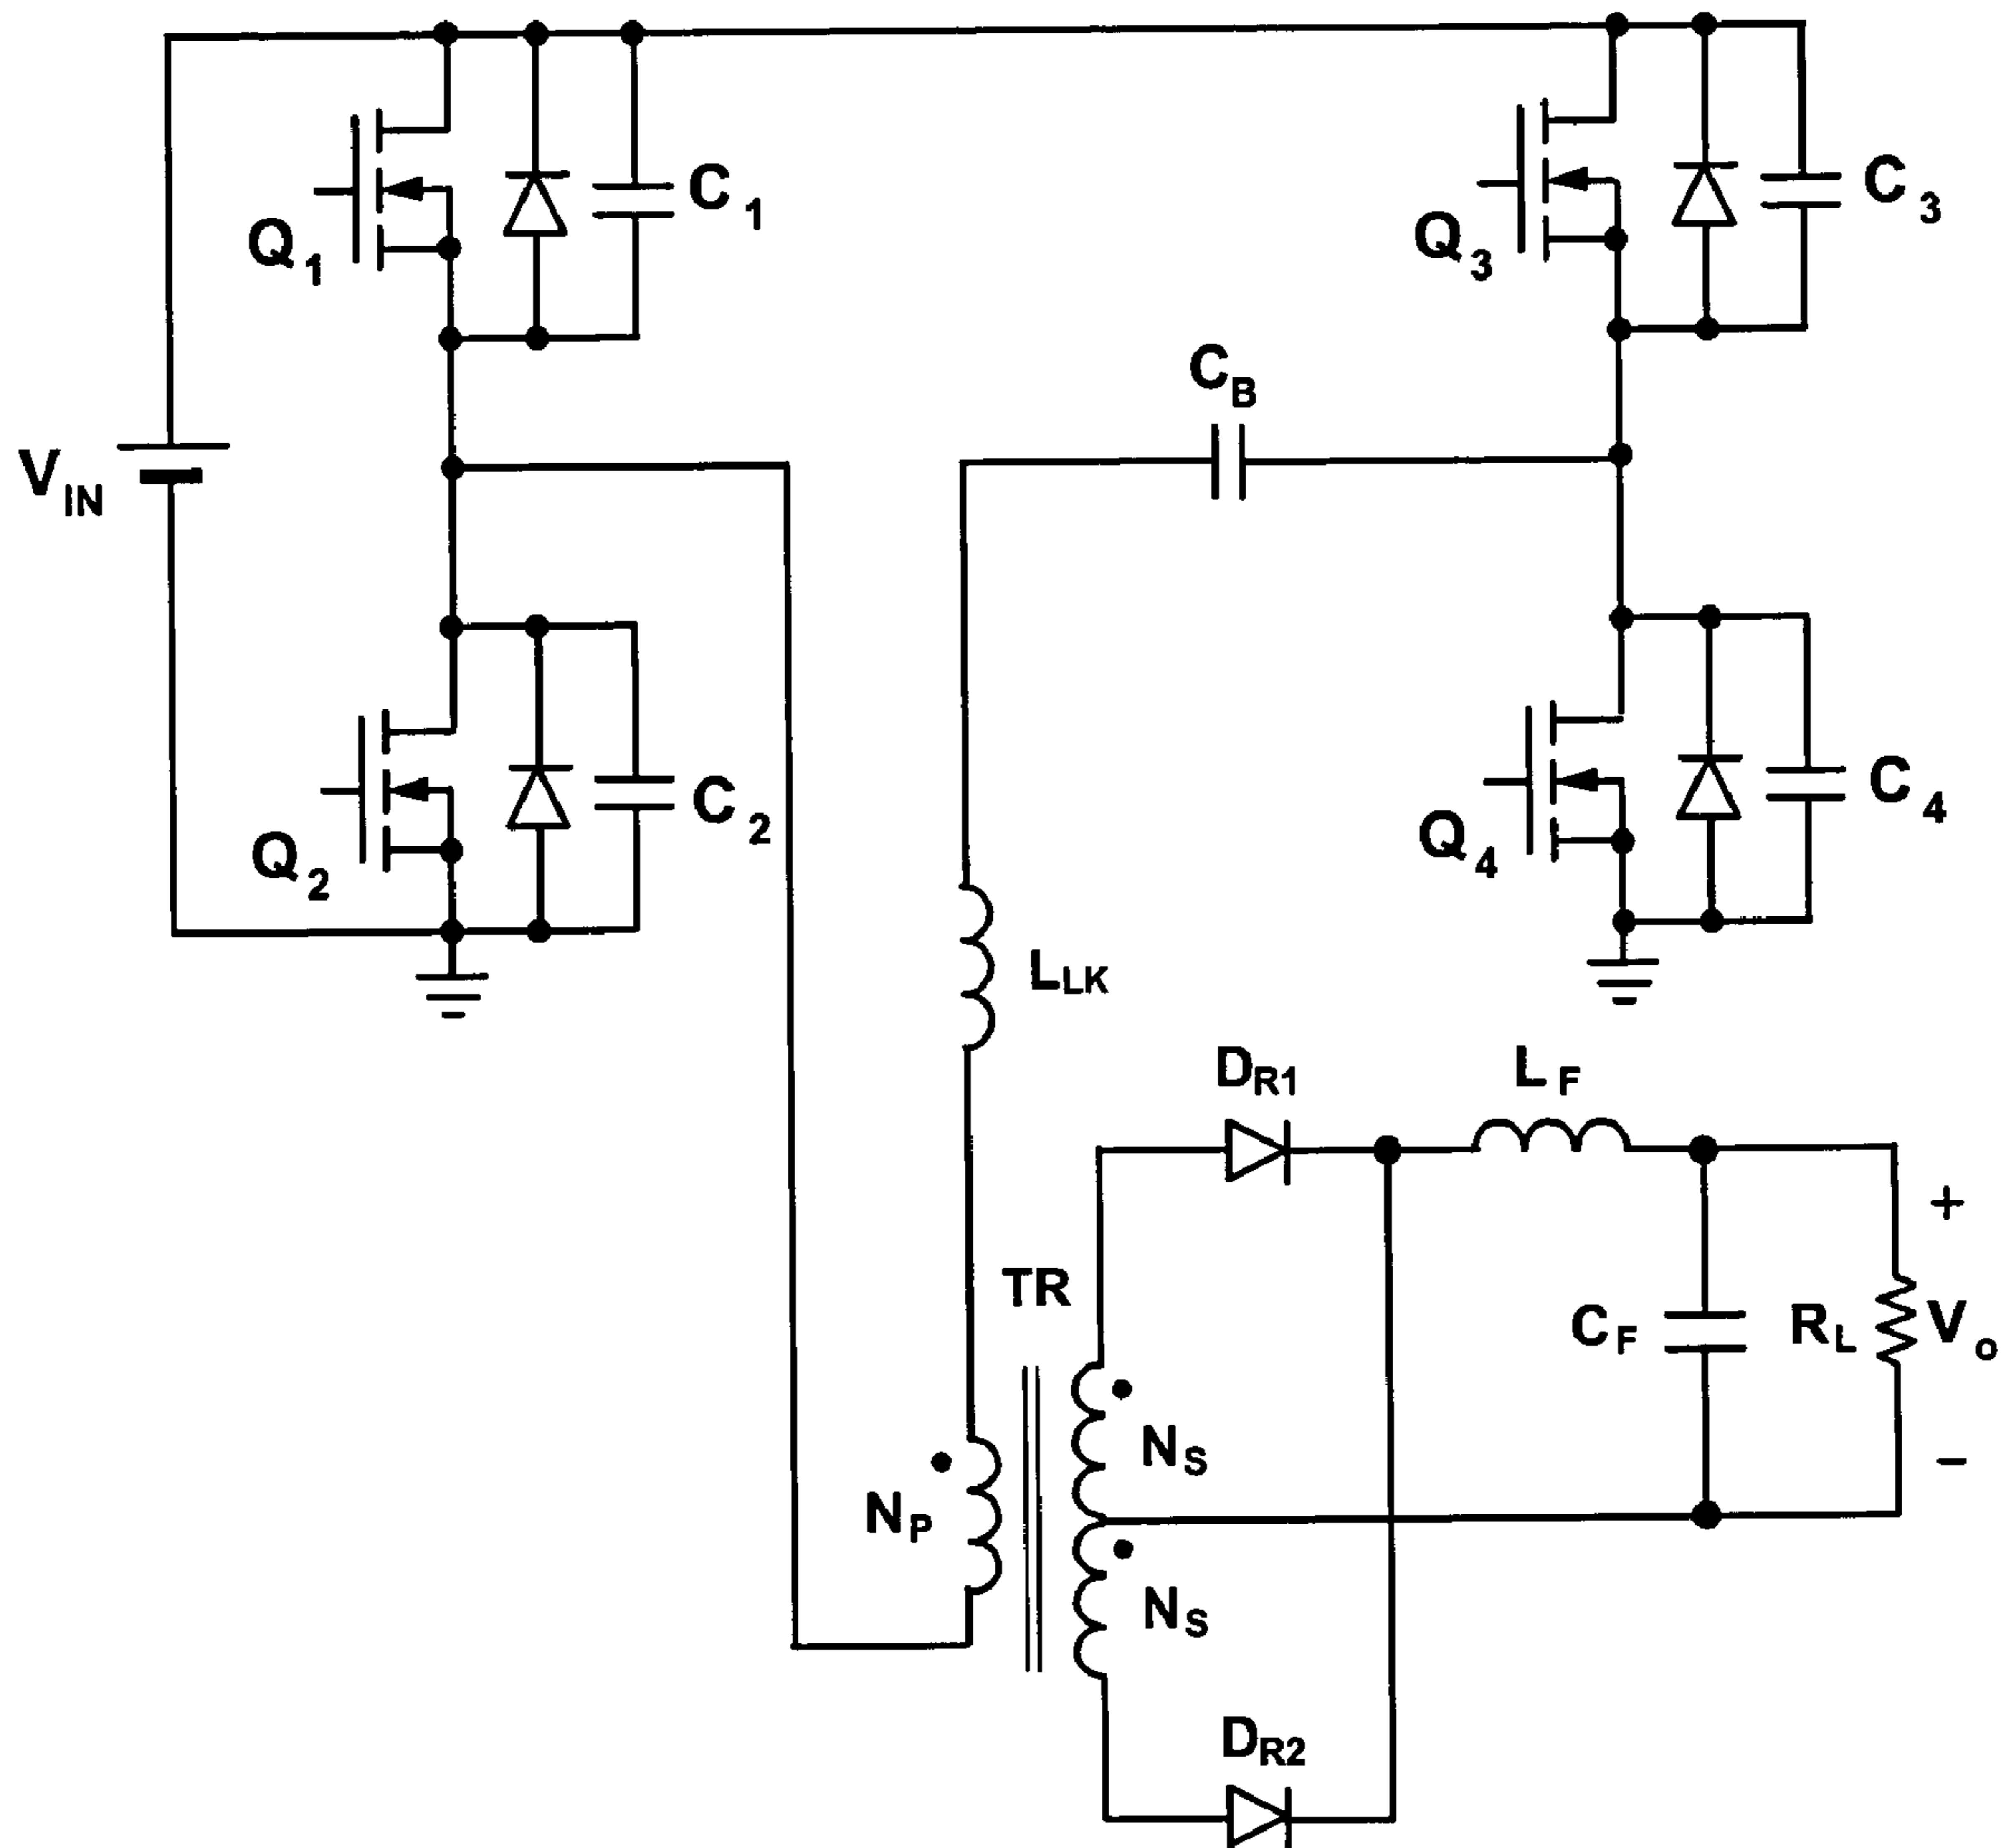 C1
C3
Q1
Q3
CB
VIN
C2
C4
Q2
Q4
LLK
DR1
LF
+
TR
CF
RL
Vo
NS
−
NP
NS
DR2